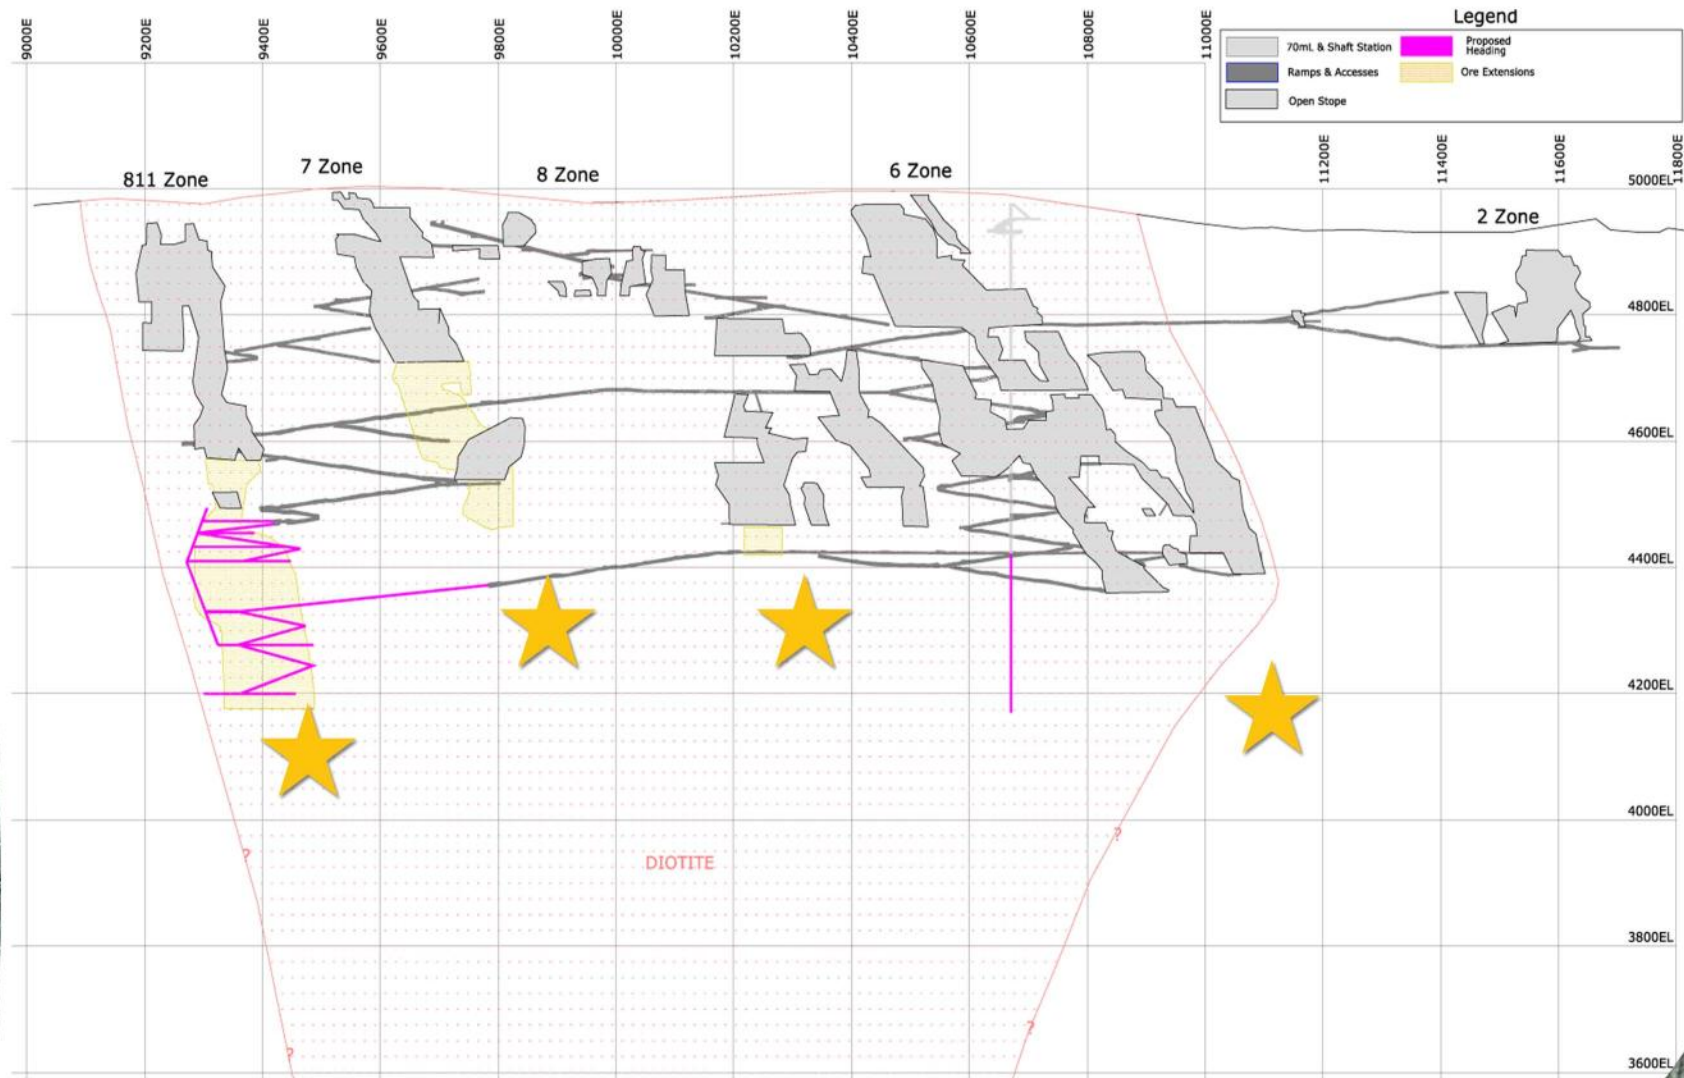 Legend
70mL & Shaft Station
Proposed
Heading
Ramps & Accesses
Ore Extensions
Open Stope
9000E
9200E
9400E
9600E
9800E
10000E
10200E
10400E
10600E
10800E
11000E
11200E
11400E
11600E
11800E
811 Zone
7 Zone
8 Zone
6 Zone
2 Zone
5000EL
4800EL
4600EL
4400EL
4200EL
4000EL
3800EL
3600EL
?
?
DIOTITE
?
?